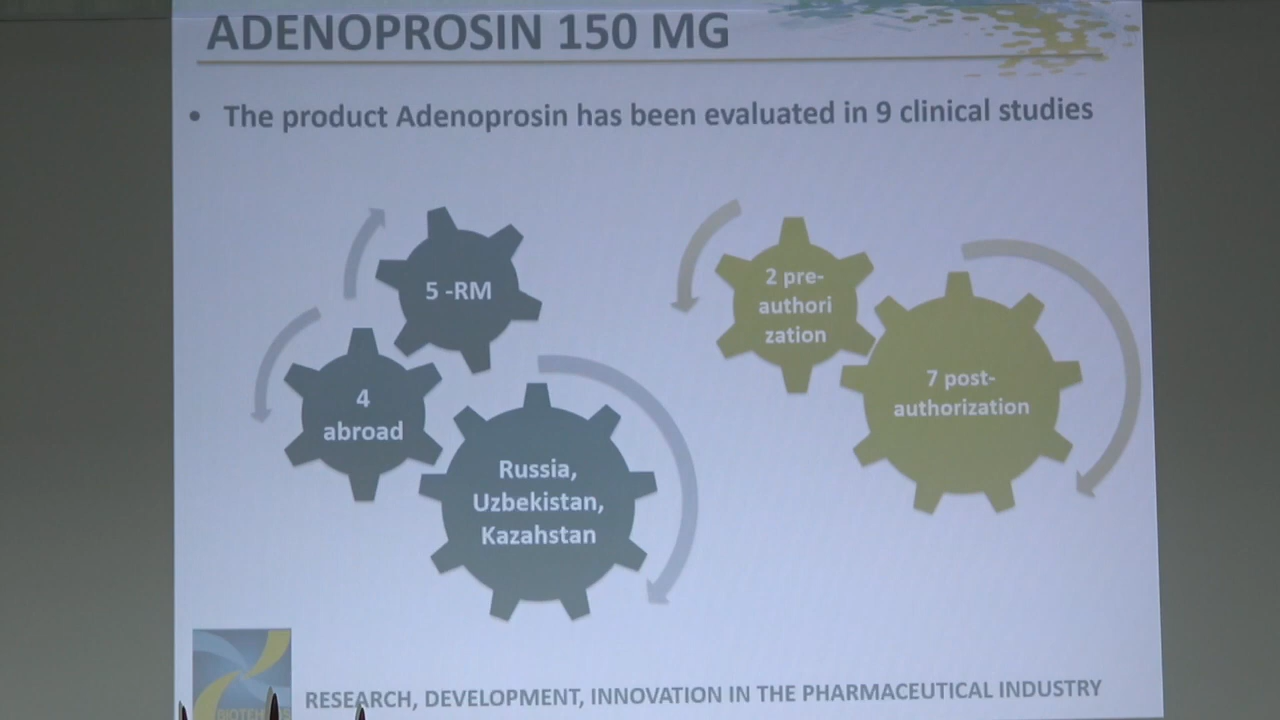 ADENOPROSIN 150 MG
• The product Adenoprosin has been evaluated in 9 clinical studies
5 -RM
4
abroad
Russia,
Uzbekistan,
Kazahstan
2 pre-
authori
zation
7 post-
authorization
RESEARCH, DEVELOPMENT, INNOVATION IN THE PHARMACEUTICAL INDUSTRY